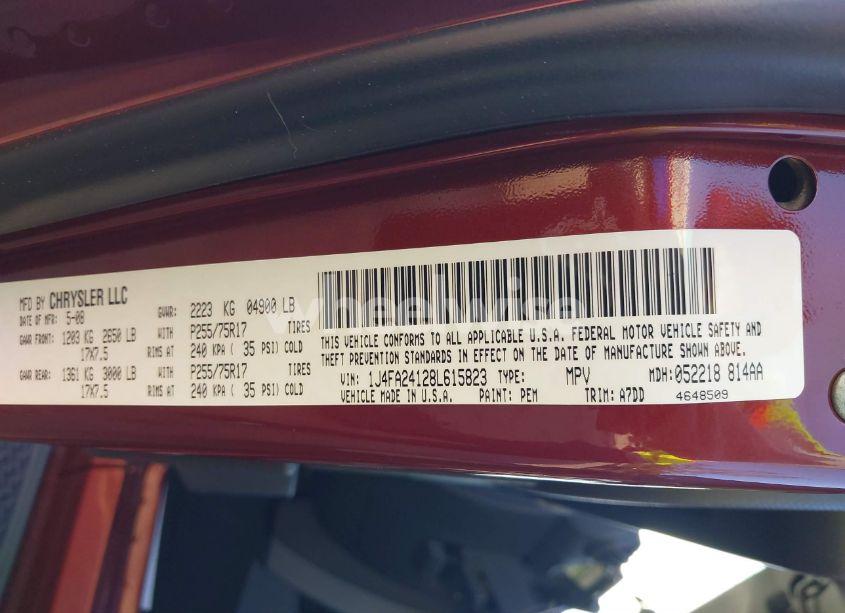 MFD BY CHRYSLER LLC
DATE OF MFR: 5-08
GVWR: 2223 KG 04900 LB
GAWR FRONT: 1203 KG 2650 LB WITH P255/75R17 TIRES
17X7.5 RIMS AT 240 KPA ( 35 PSI) COLD
GAWR REAR: 1361 KG 3000 LB WITH P255/75R17 TIRES
17X7.5 RIMS AT 240 KPA ( 35 PSI) COLD
THIS VEHICLE CONFORMS TO ALL APPLICABLE U.S.A. FEDERAL MOTOR VEHICLE SAFETY AND
THEFT PREVENTION STANDARDS IN EFFECT ON THE DATE OF MANUFACTURE SHOWN ABOVE.
VIN: 1J4FA24128L615823 TYPE: MPV MDH: 052218 814AA
VEHICLE MADE IN U.S.A. PAINT: PEM TRIM: A7DD 4648509
wheelwise